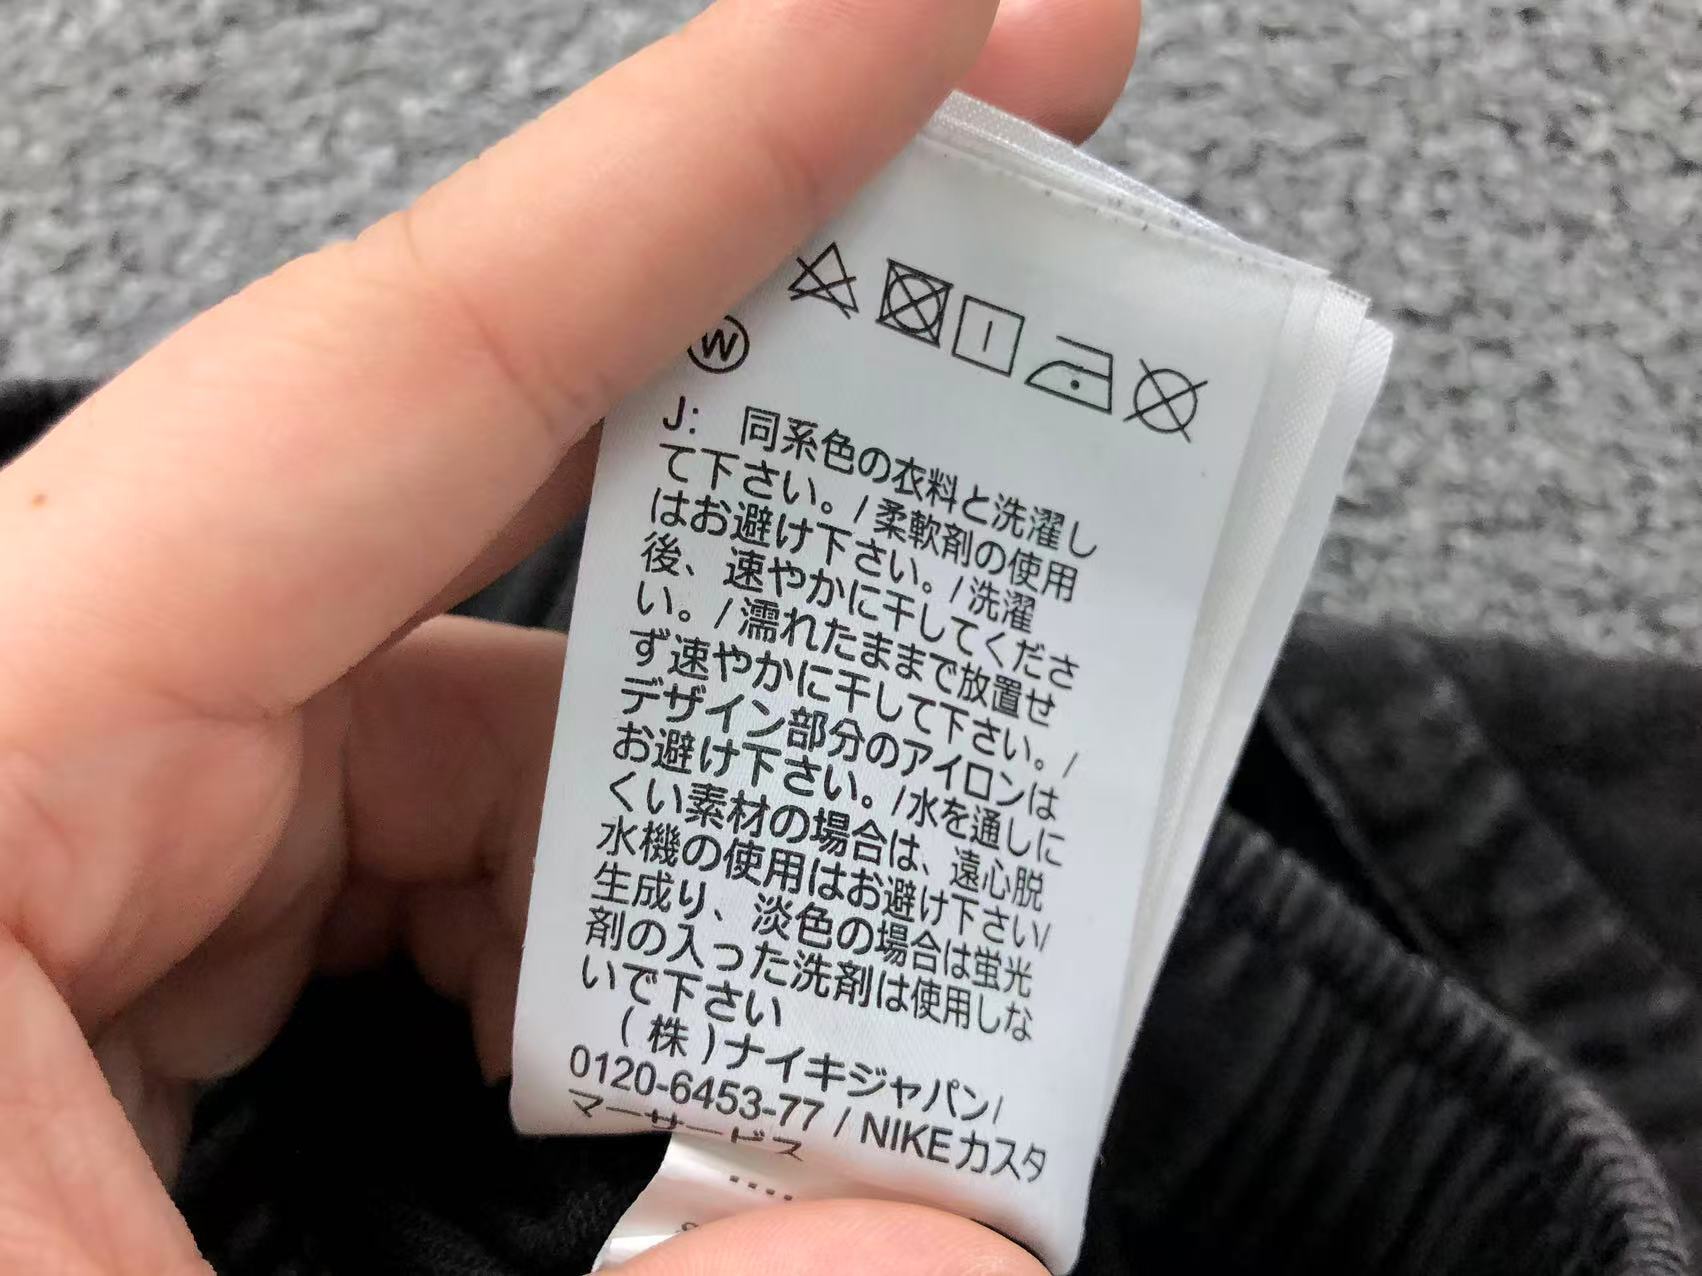 W
J: 同系色の衣料と洗濯し
て下さい。/柔軟剤の使用
はお避け下さい。/洗濯
後、速やかに干してくださ
い。/濡れたままで放置せ
ず速やかに干して下さい。/
デザイン部分のアイロンは
お避け下さい。/水を通しに
くい素材の場合は、遠心脱
水機の使用はお避け下さい/
生成り、淡色の場合は蛍光
剤の入った洗剤は使用しな
いで下さい
(株)ナイキジャパン/
0120-6453-77 / NIKEカスタ
マーサービス